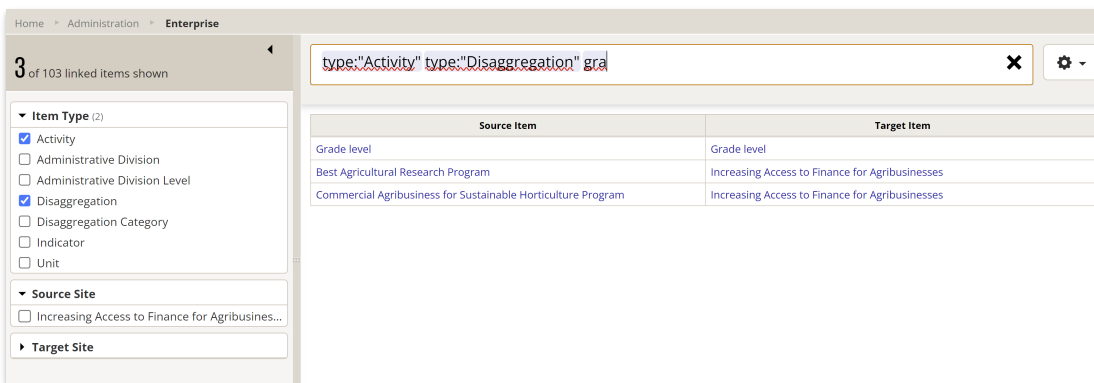 Home Administration Enterprise
3 of 103 linked items shown
Item Type (2)
Activity
Administrative Division
Administrative Division Level
Disaggregation
Disaggregation Category
Indicator
Unit
Source Site
Increasing Access to Finance for Agribusines...
Target Site
type:"Activity" type:"Disaggregation" gra
Source Item Target Item
Grade level Grade level
Best Agricultural Research Program Increasing Access to Finance for Agribusinesses
Commercial Agribusiness for Sustainable Horticulture Program Increasing Access to Finance for Agribusinesses